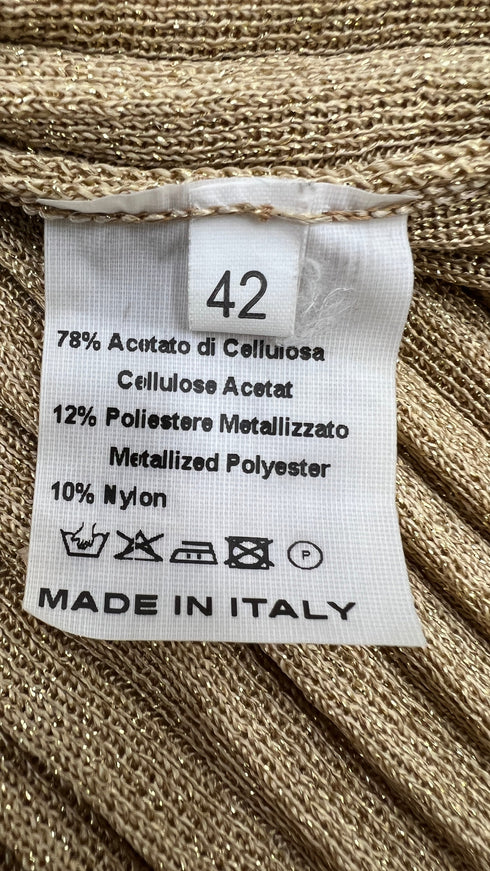 42
78% Acetato di Cellulosa
Cellulose Acetat
12% Poliestere Metallizzato
Metallized Polyester
10% Nylon
P
MADE IN ITALY